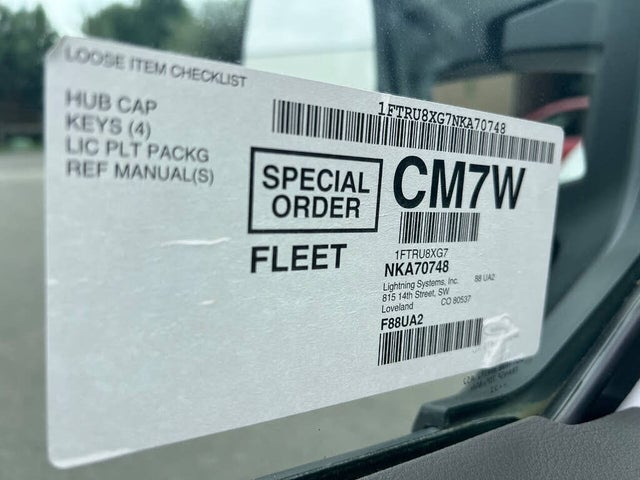 LOOSE ITEM CHECKLIST
HUB CAP
KEYS (4)
LIC PLT PACKG
REF MANUAL(S)
1FTRU8XG7NKA70748
SPECIAL
ORDER
FLEET
CM7W
1FTRU8XG7
NKA70748
Lightning Systems, Inc. 88 UA2
815 14th Street, SW
Loveland CO 80537
F88UA2